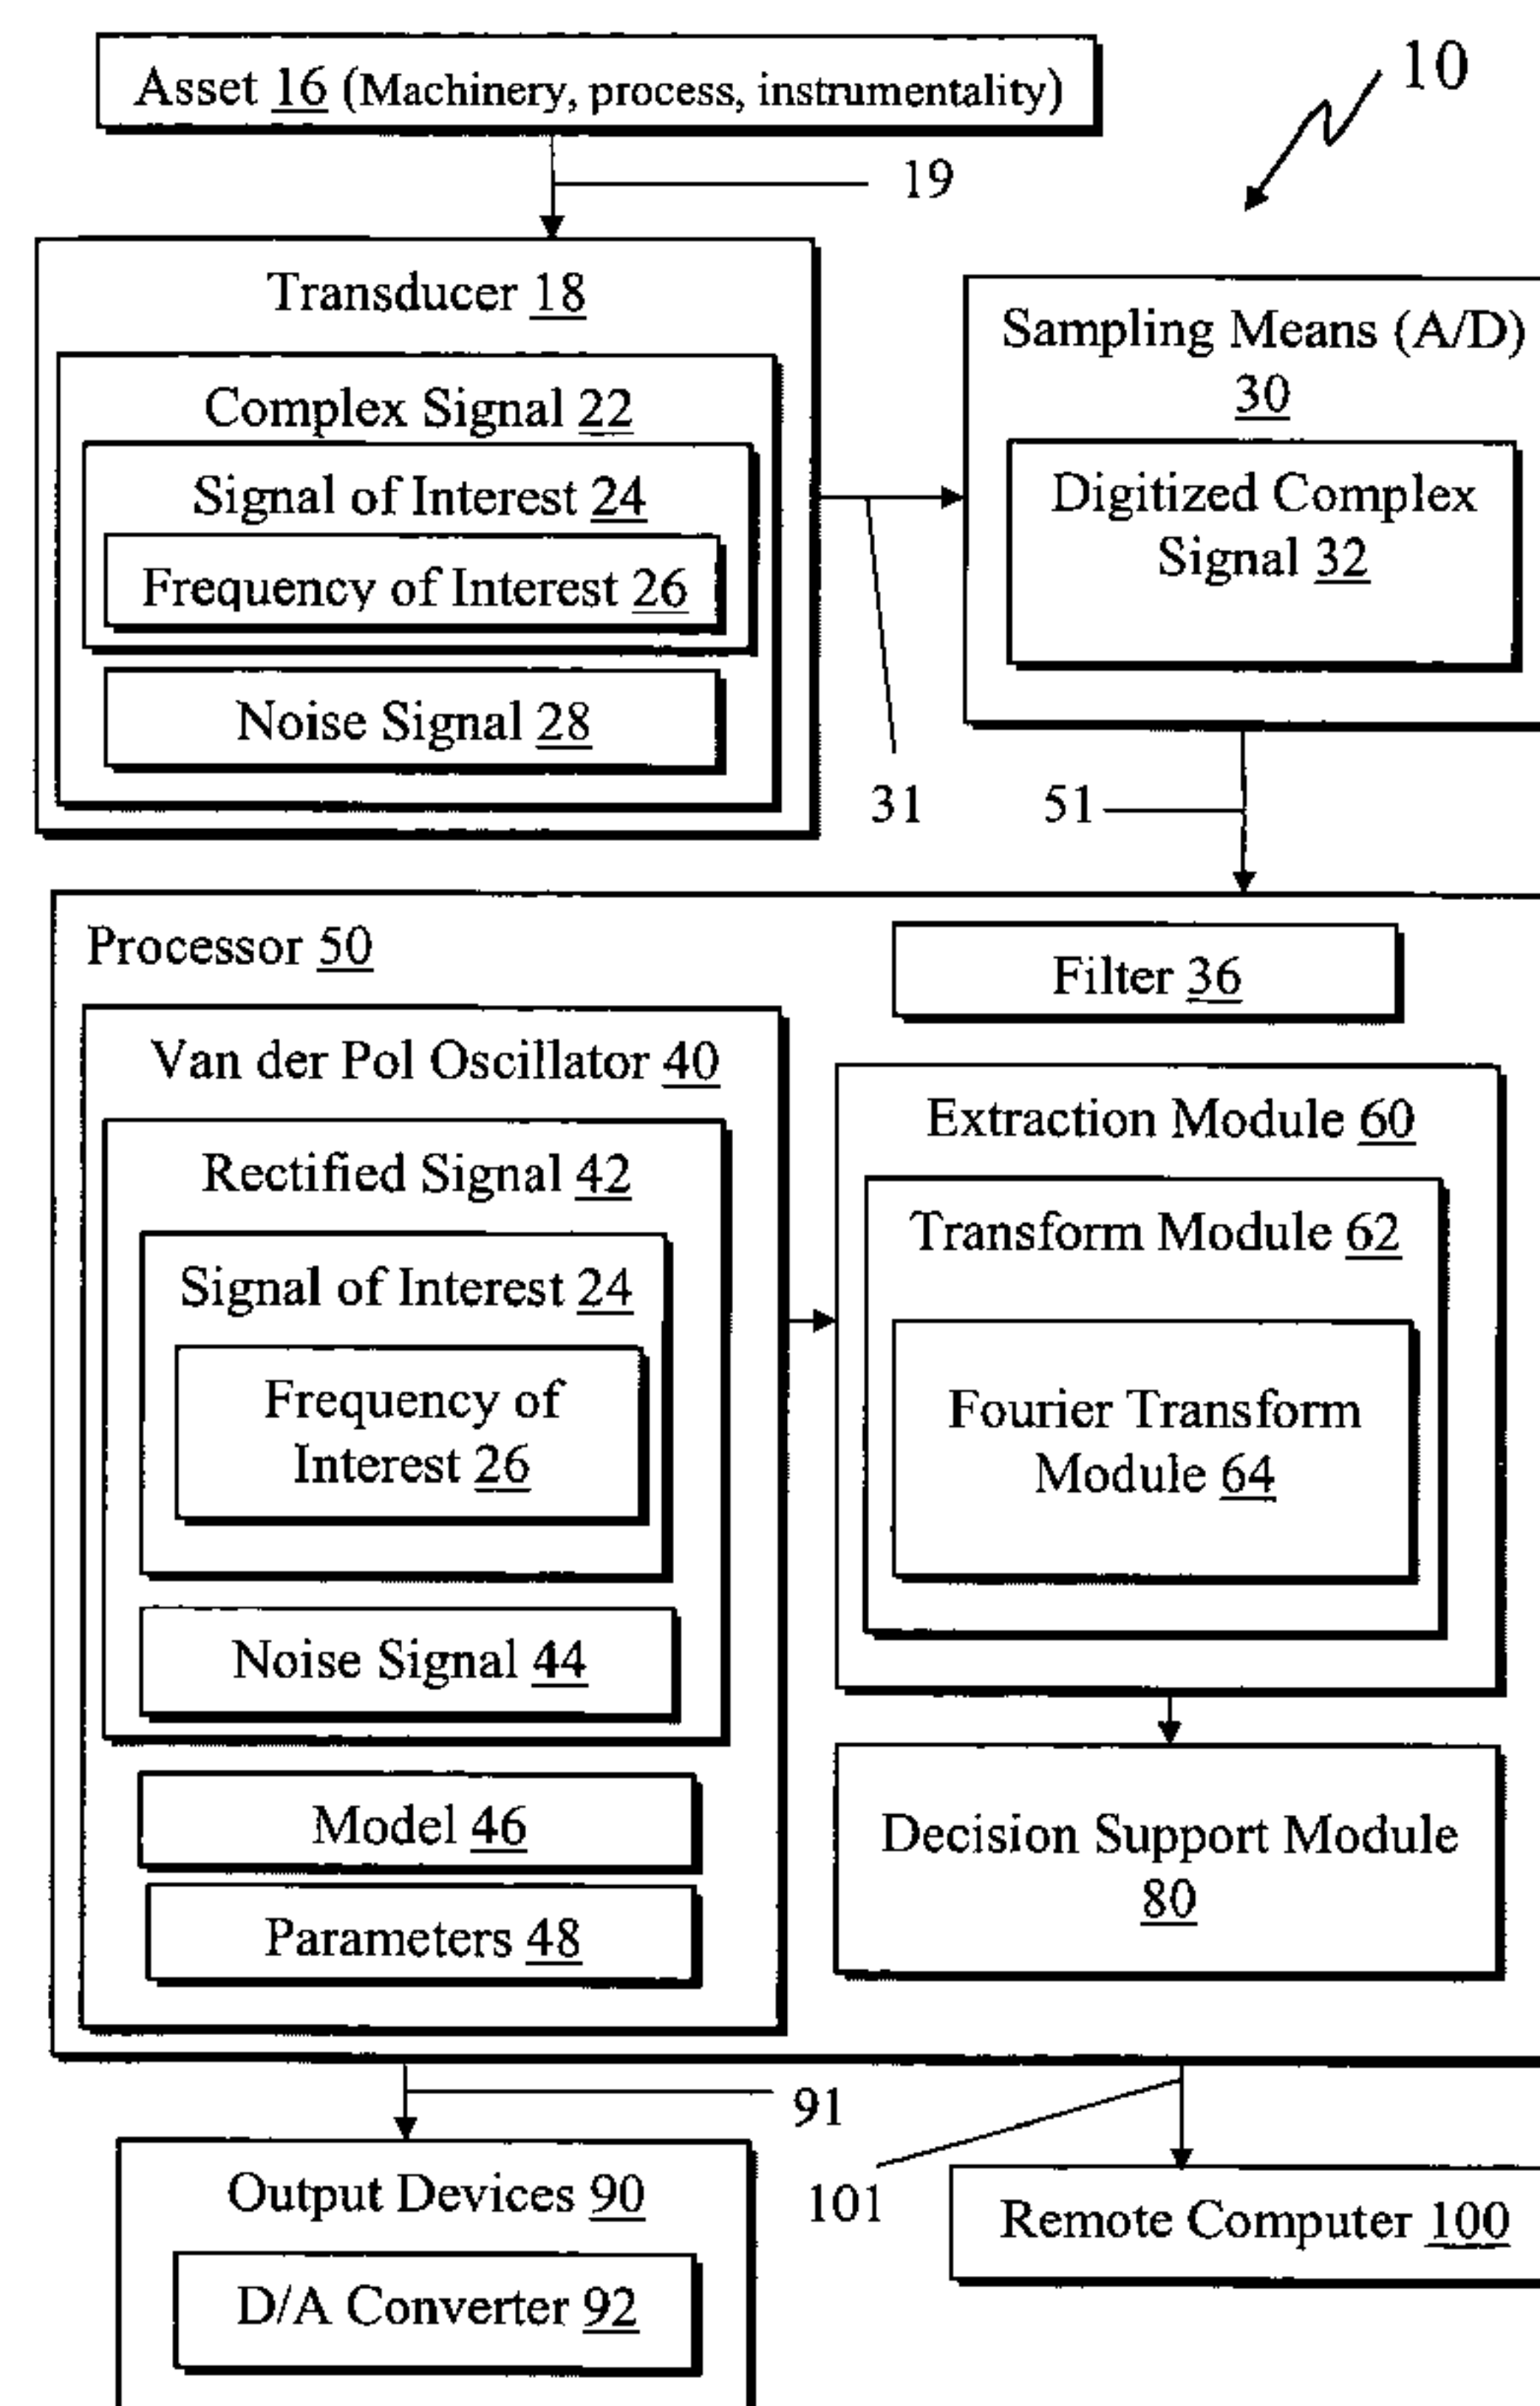 10
Asset 16 (Machinery, process, instrumentality)
19
Transducer 18
Complex Signal 22
Signal of Interest 24
Frequency of Interest 26
Noise Signal 28
31
Sampling Means (A/D)
30
Digitized Complex
Signal 32
51
Processor 50
Filter 36
Van der Pol Oscillator 40
Rectified Signal 42
Signal of Interest 24
Frequency of
Interest 26
Noise Signal 44
Model 46
Parameters 48
Extraction Module 60
Transform Module 62
Fourier Transform
Module 64
Decision Support Module
80
91
101
Output Devices 90
D/A Converter 92
Remote Computer 100